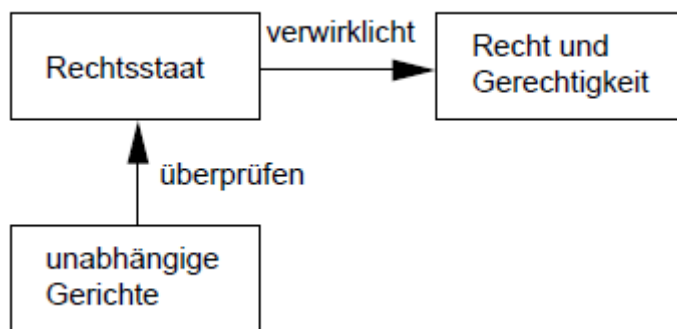 verwirklicht
Rechtsstaat
Recht und
Gerechtigkeit
überprüfen
unabhängige
Gerichte